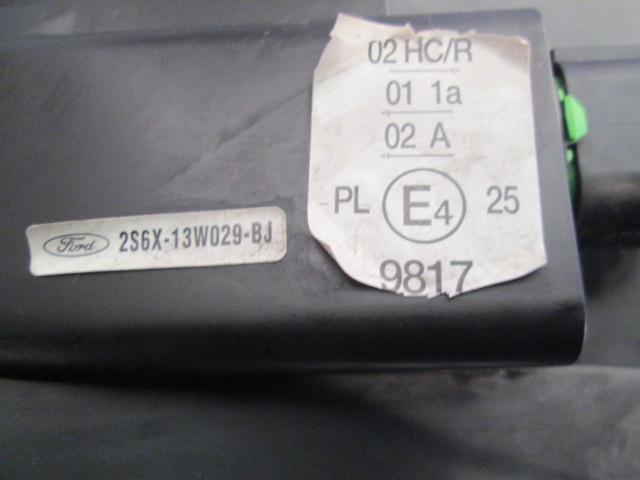 02 HC/R
01 1a
02 A
PL E4 25
9817
Ford 2S6X-13W029-BJ